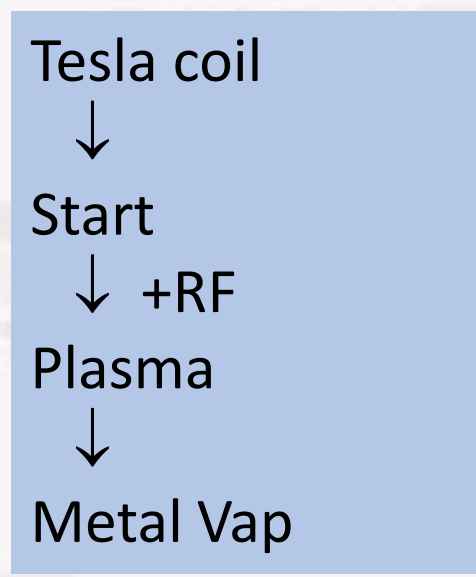 Tesla coil
↓
Start
↓ +RF
Plasma
↓
Metal Vap